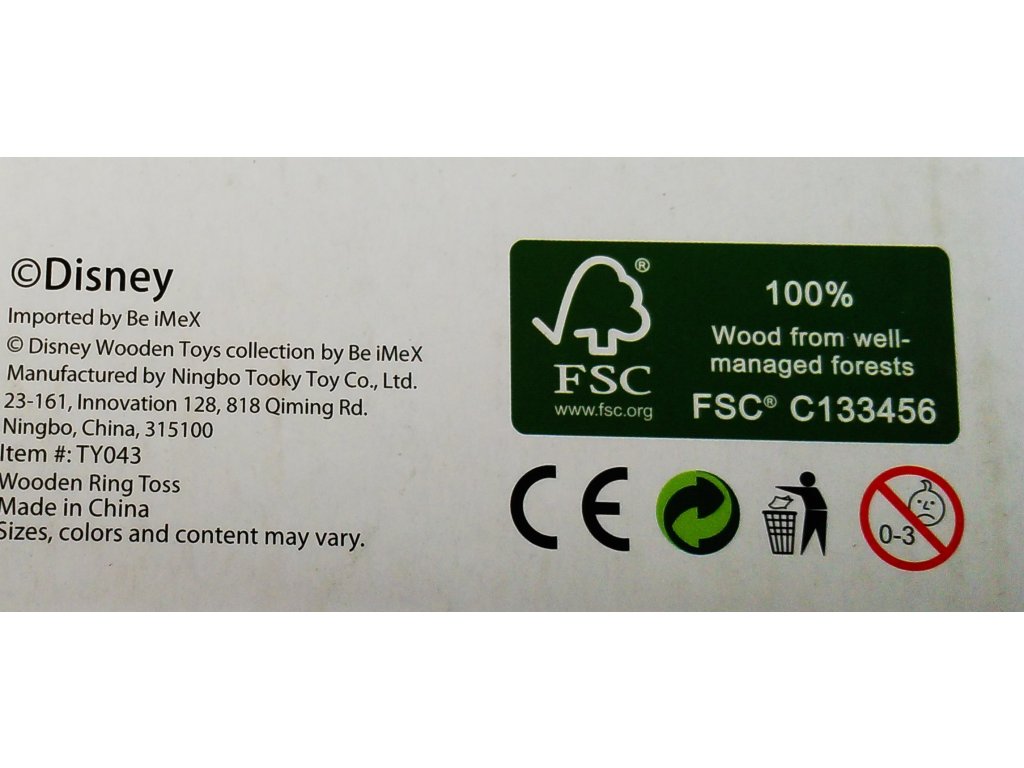 ©Disney
Imported by Be iMeX
© Disney Wooden Toys collection by Be iMeX
Manufactured by Ningbo Tooky Toy Co., Ltd.
23-161, Innovation 128, 818 Qiming Rd.
Ningbo, China, 315100
Item #: TY043
Wooden Ring Toss
Made in China
Sizes, colors and content may vary.
®
FSC
www.fsc.org
100%
Wood from well-
managed forests
FSC® C133456
CE
0-3